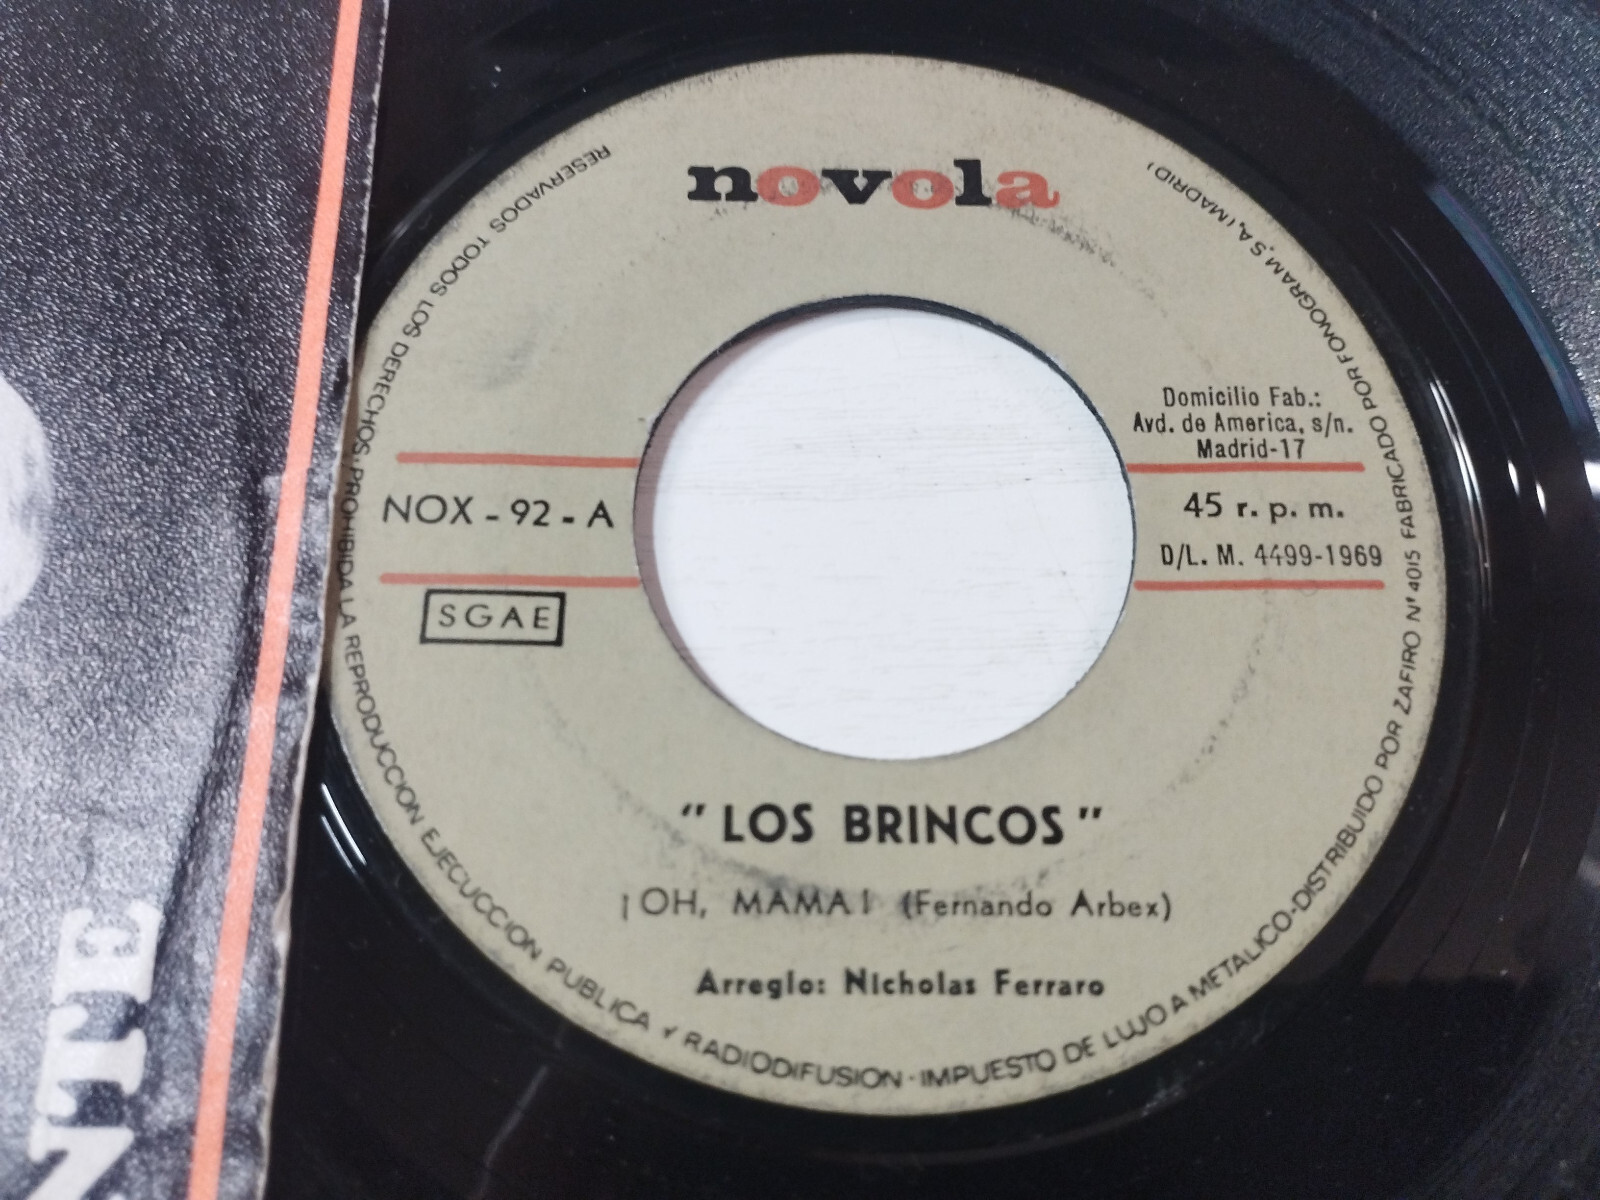 novola
Domicilio Fab.:
Avd. de America, s/n.
Madrid-17
NOX - 92 - A
45 r. p. m.
D/L. M. 4499-1969
SGAE
" LOS BRINCOS "
¡OH, MAMA! (Fernando Arbex)
Arreglo: Nicholas Ferraro
RESERVADOS TODOS LOS DERECHOS, PROHIBIDA LA REPRODUCCION EJECUCCION PUBLICA Y RADIODIFUSION - IMPUESTO DE LUJO A METALICO-DISTRIBUIDO POR ZAFIRO Nº 4015 FABRICADO POR FONOGRAM, S.A, (MADRID)